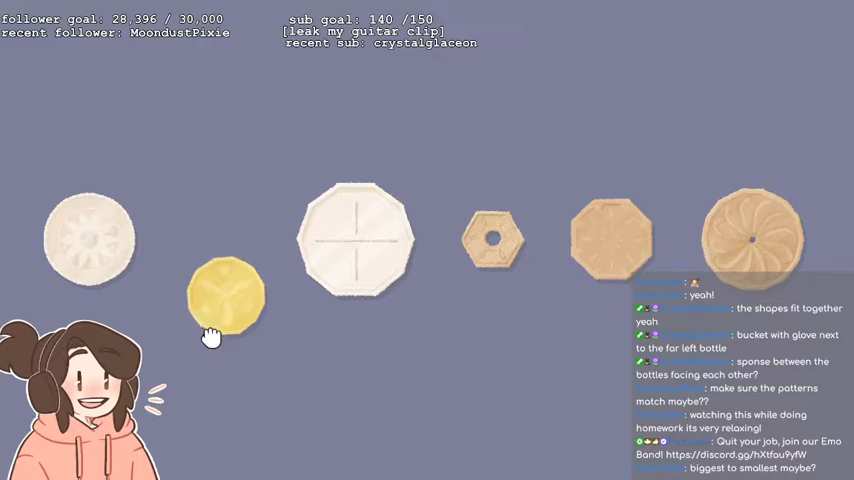 follower goal: 28,396 / 30,000
recent follower: MoondustPixie
sub goal: 140 /150
[leak my guitar clip]
recent sub: crystalglaceon
:
: yeah!
: the shapes fit together
yeah
: bucket with glove next
to the far left bottle
: sponse between the
bottles facing each other?
: make sure the patterns
match maybe??
: watching this while doing
homework its very relaxing!
: Quit your job, join our Emo
Band! https://discord.gg/hXtfau9yfW
: biggest to smallest maybe?